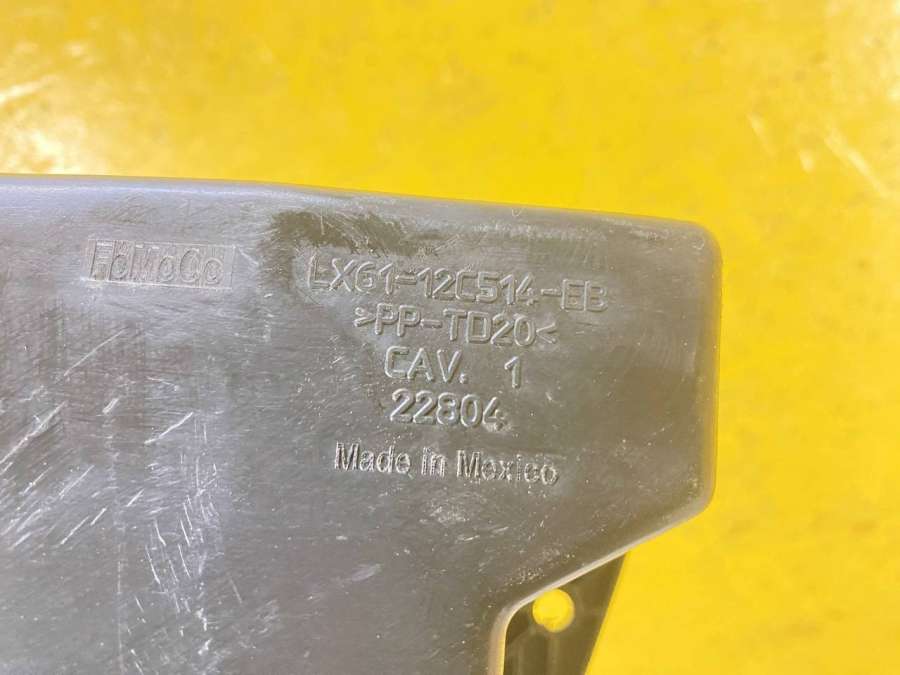 FoMoCo
LX61-12C514-EB
>PP-TD20<
CAV. 1
22804
Made in Mexico